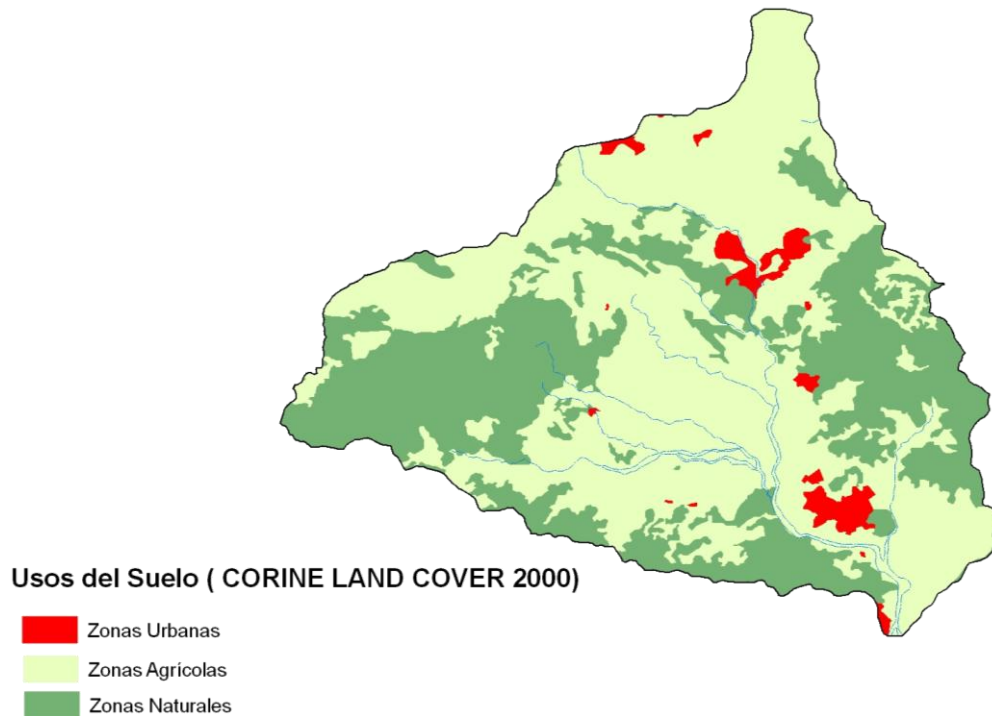 Usos del Suelo ( CORINE LAND COVER 2000)
Zonas Urbanas
Zonas Agrícolas
Zonas Naturales